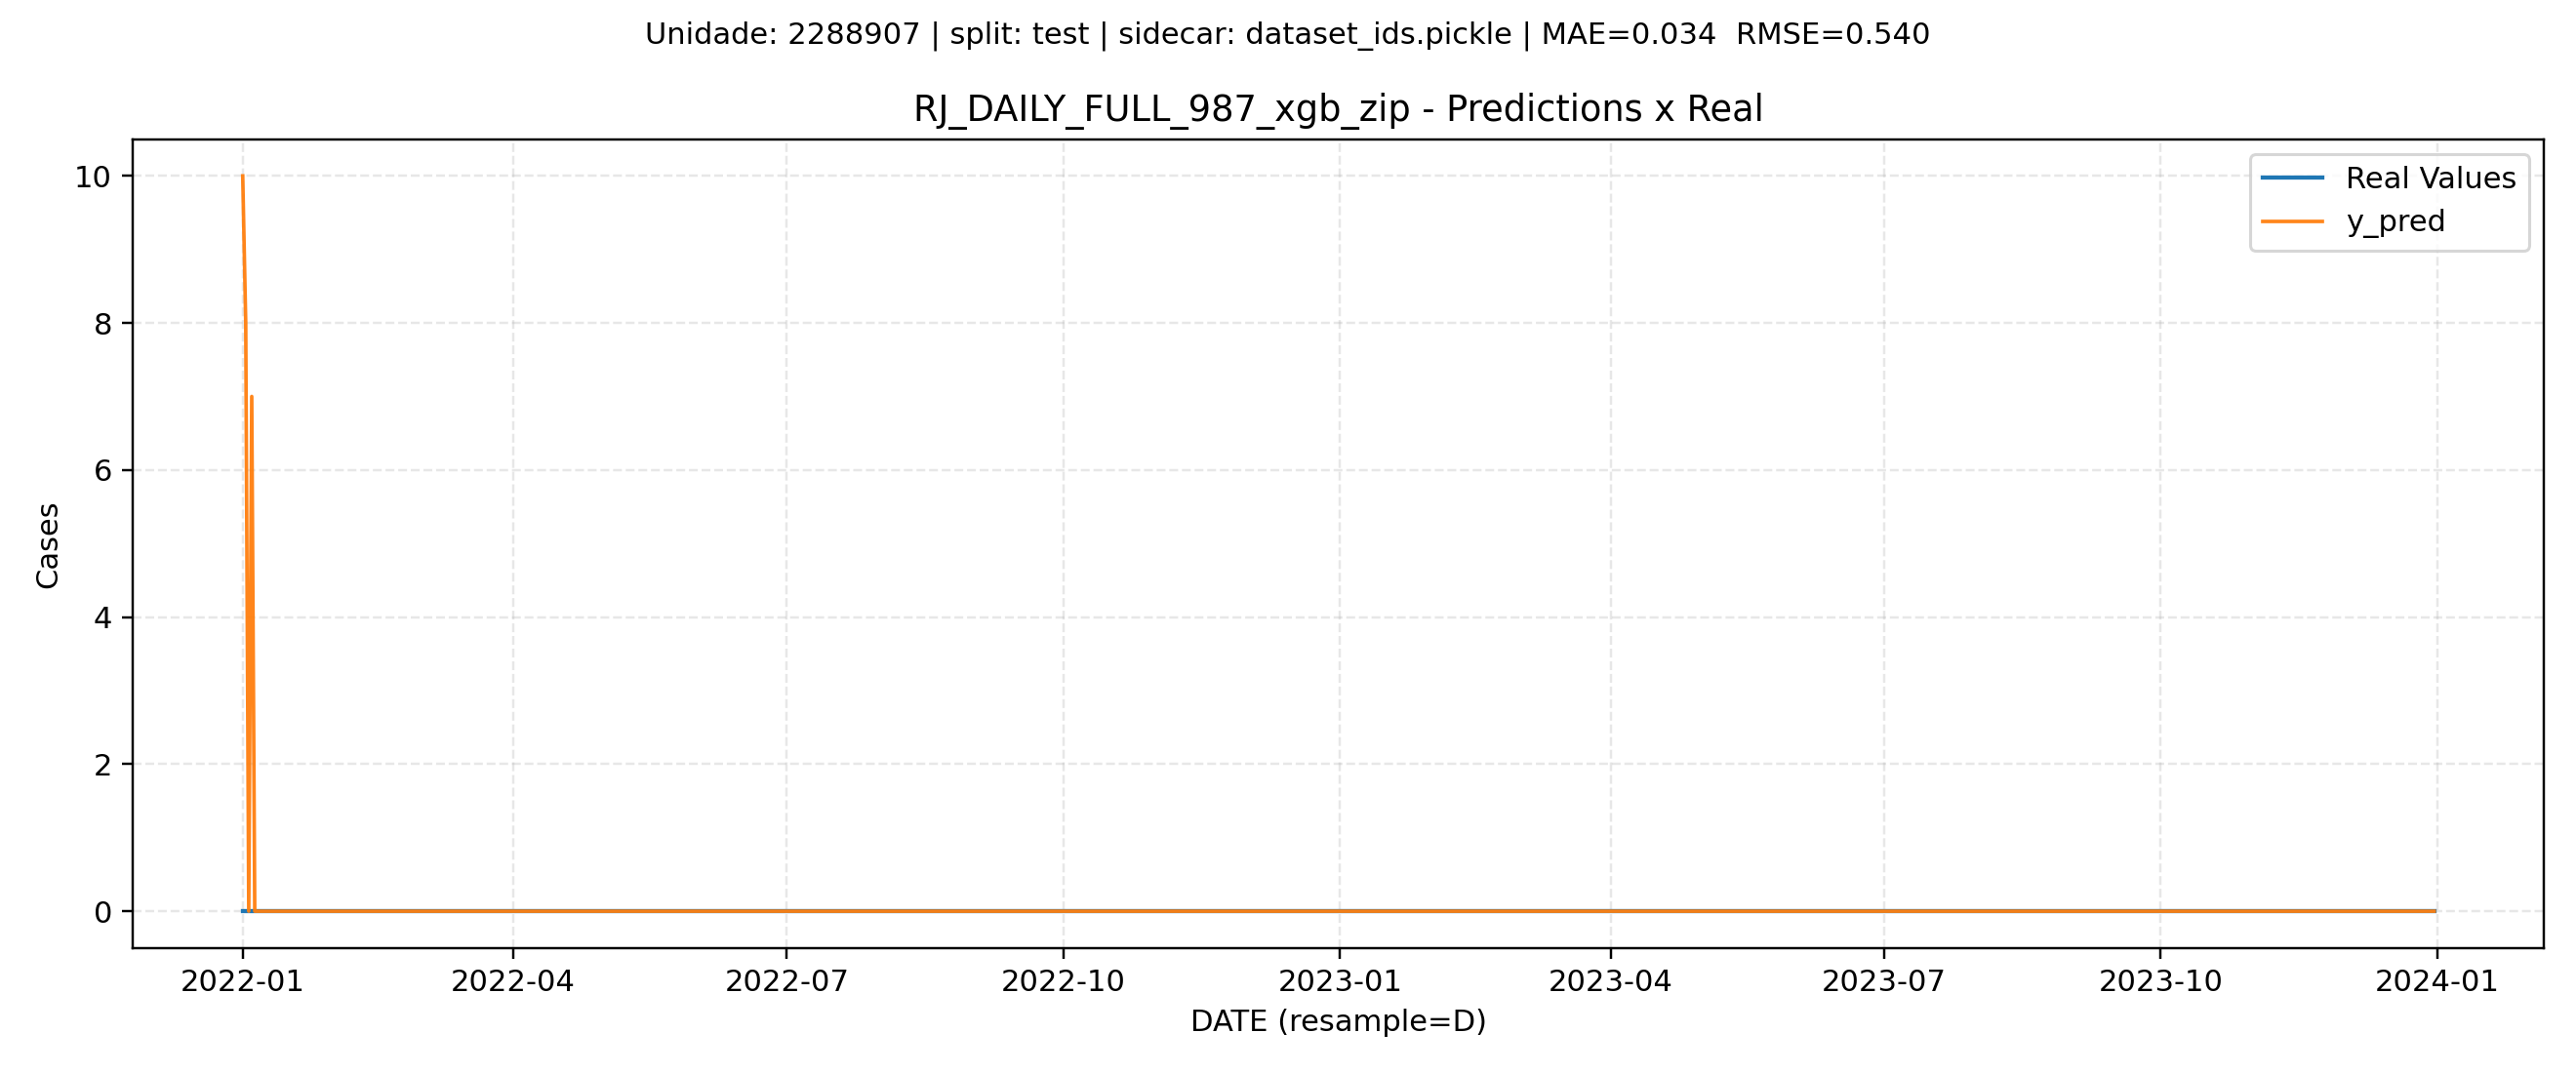 Unidade: 2288907 | split: test | sidecar: dataset_ids.pickle | MAE=0.034  RMSE=0.540
RJ_DAILY_FULL_987_xgb_zip - Predictions x Real
Real Values
y_pred
10
8
6
4
2
0
Cases
2022-01
2022-04
2022-07
2022-10
2023-01
2023-04
2023-07
2023-10
2024-01
DATE (resample=D)